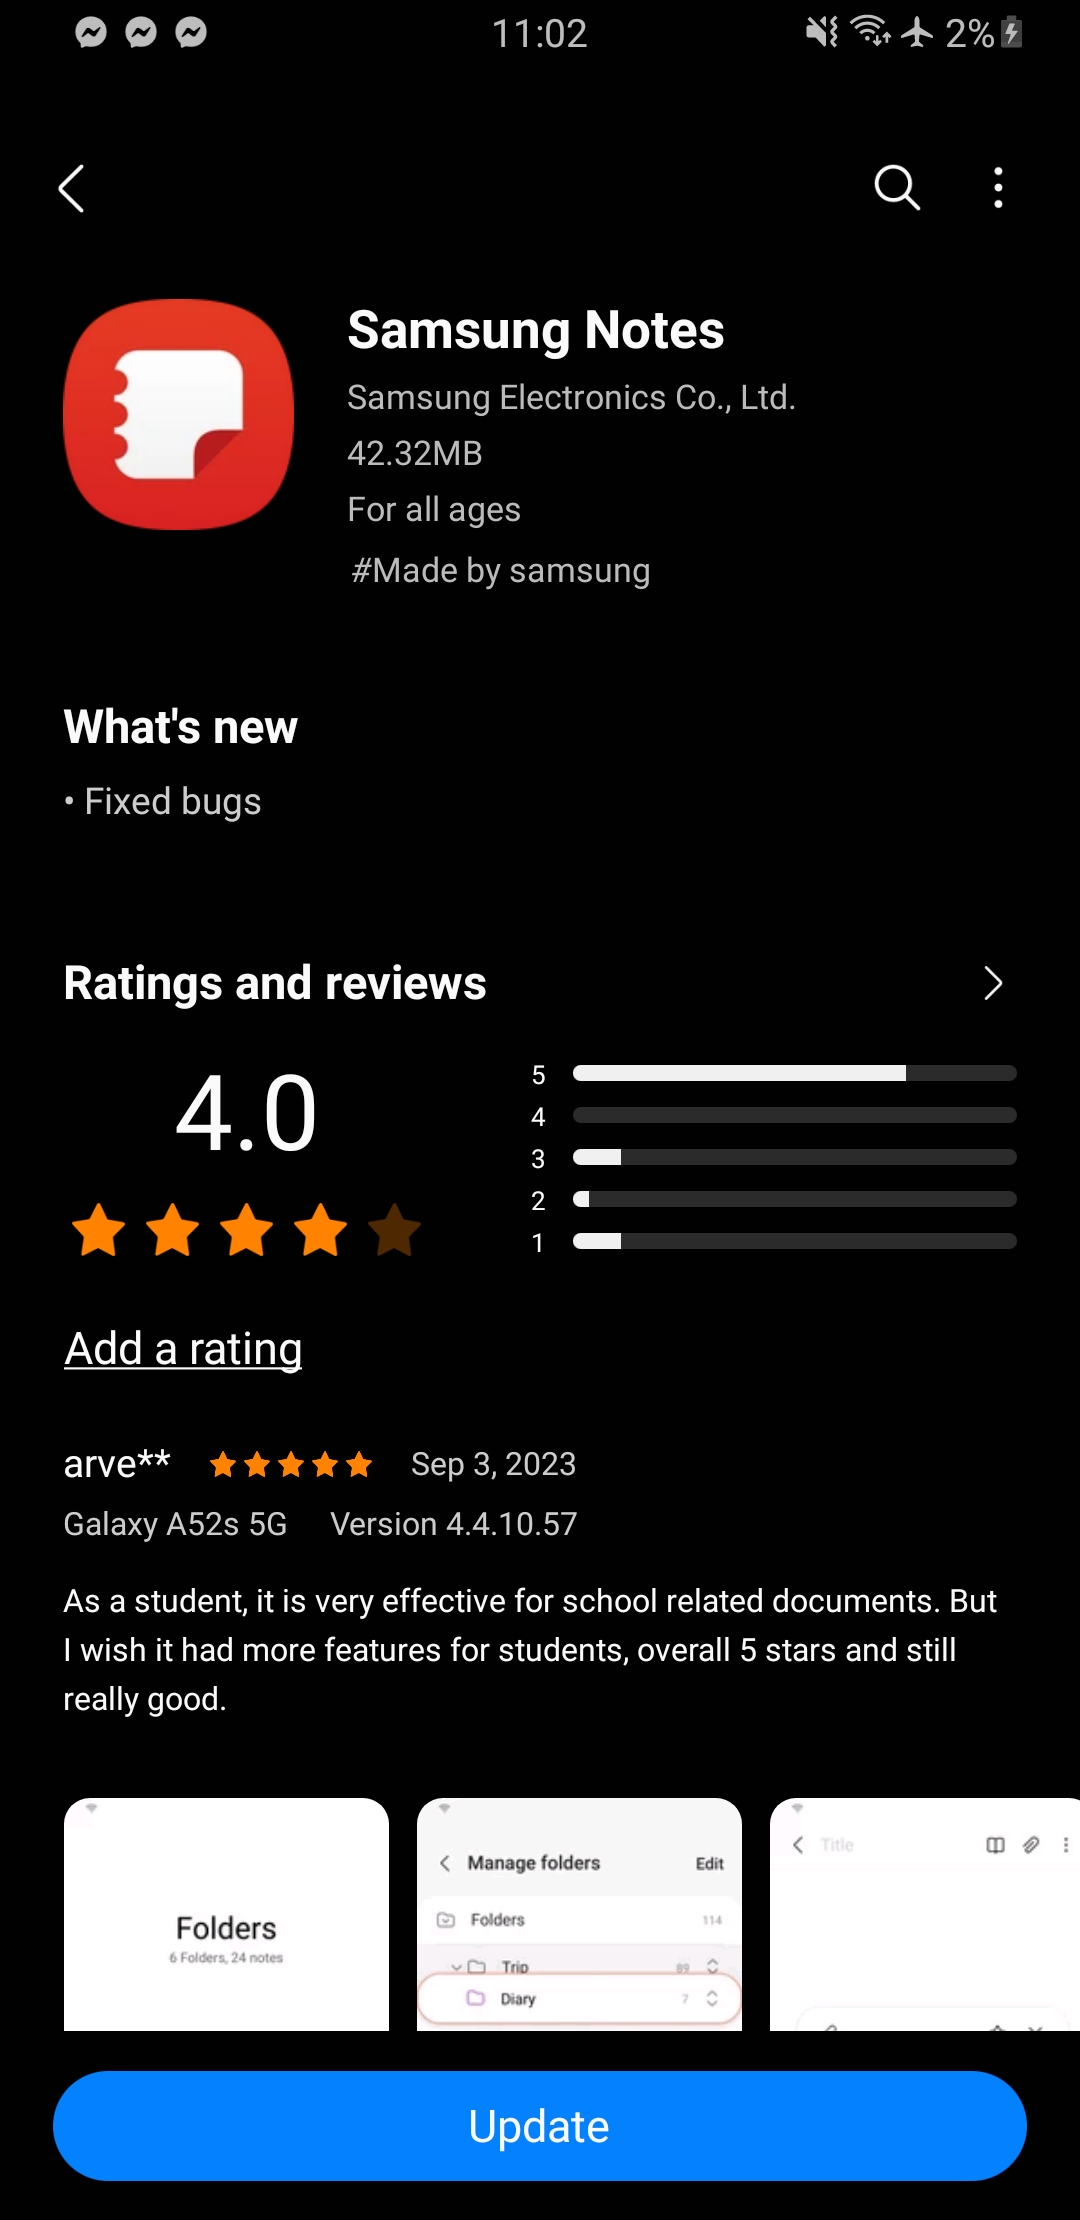 11:02
2%
Samsung Notes
Samsung Electronics Co., Ltd.
42.32MB
For all ages
#Made by samsung
What's new
• Fixed bugs
Ratings and reviews
4.0
5
4
3
2
1
Add a rating
arve** Sep 3, 2023
Galaxy A52s 5G Version 4.4.10.57
As a student, it is very effective for school related documents. But
I wish it had more features for students, overall 5 stars and still
really good.
Folders
6 Folders, 24 notes
Manage folders Edit
Folders 114
Trip 89
Diary 7
Title
Update